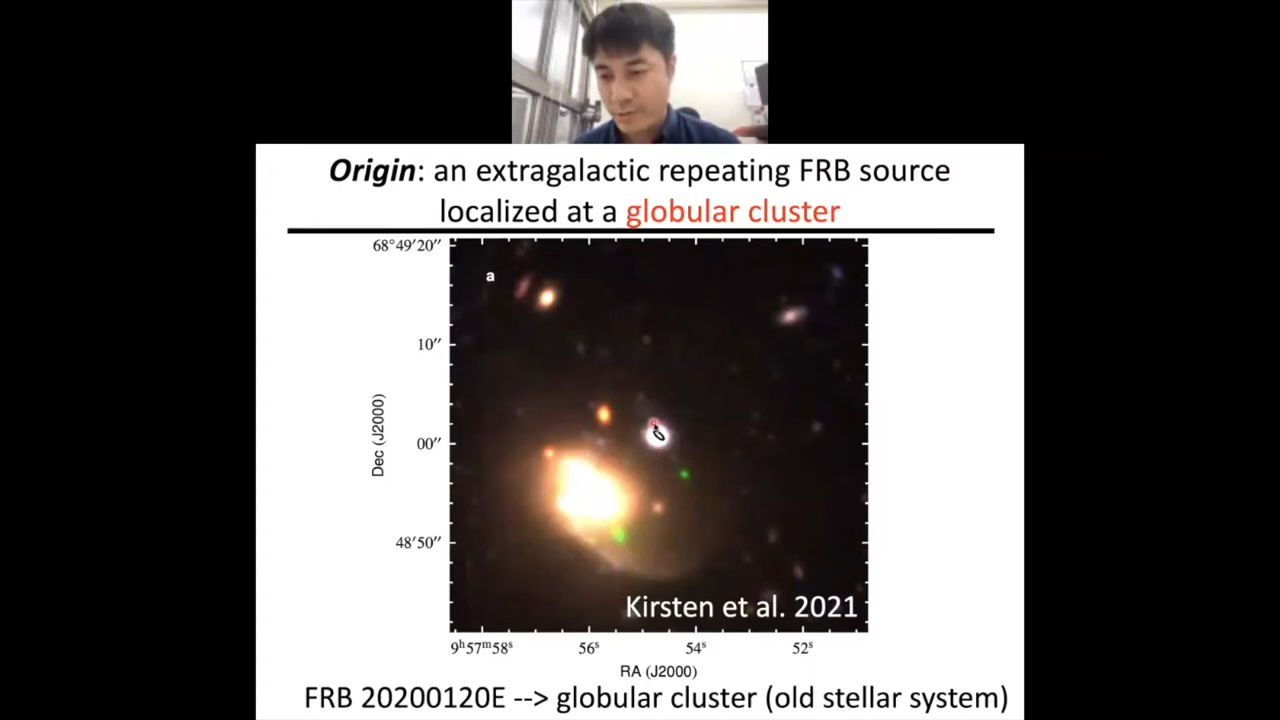 Origin: an extragalactic repeating FRB source
localized at a globular cluster
68°49′20″
a
10″
Dec (J2000)
00″
48′50″
Kirsten et al. 2021
9ʰ57ᵐ58ˢ 56ˢ 54ˢ 52ˢ
RA (J2000)
FRB 20200120E --> globular cluster (old stellar system)